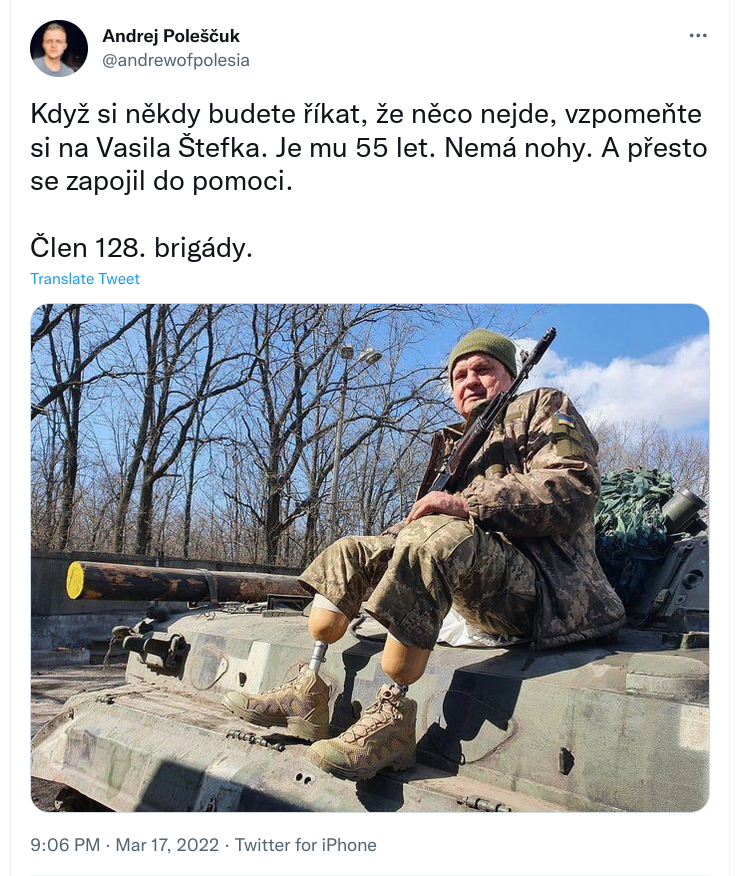 Andrej Poleščuk
@andrewofpolesia
Když si někdy budete říkat, že něco nejde, vzpomeňte
si na Vasila Štefka. Je mu 55 let. Nemá nohy. A přesto
se zapojil do pomoci.
Člen 128. brigády.
Translate Tweet
9:06 PM · Mar 17, 2022 · Twitter for iPhone